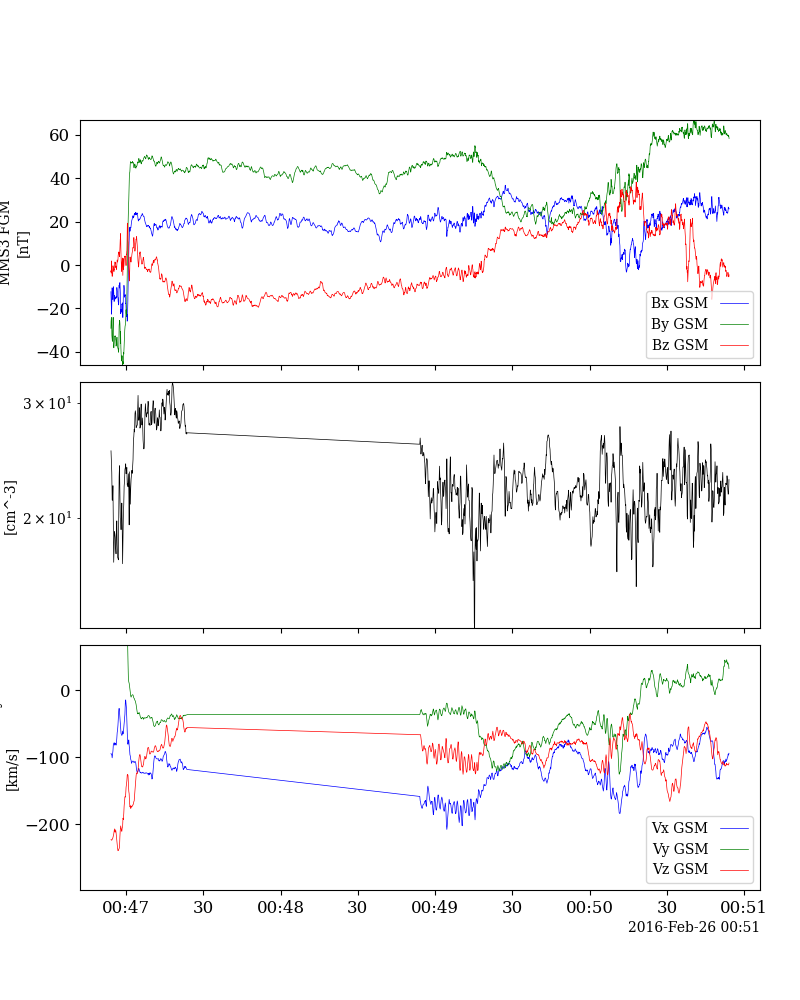 60
40
20
0
−20
−40
MMS3 FGM
[nT]
Bx GSM
By GSM
Bz GSM
3 × 10¹
2 × 10¹
[cm^-3]
0
−100
−200
[km/s]
Vx GSM
Vy GSM
Vz GSM
00:47 30 00:48 30 00:49 30 00:50 30 00:51
2016-Feb-26 00:51